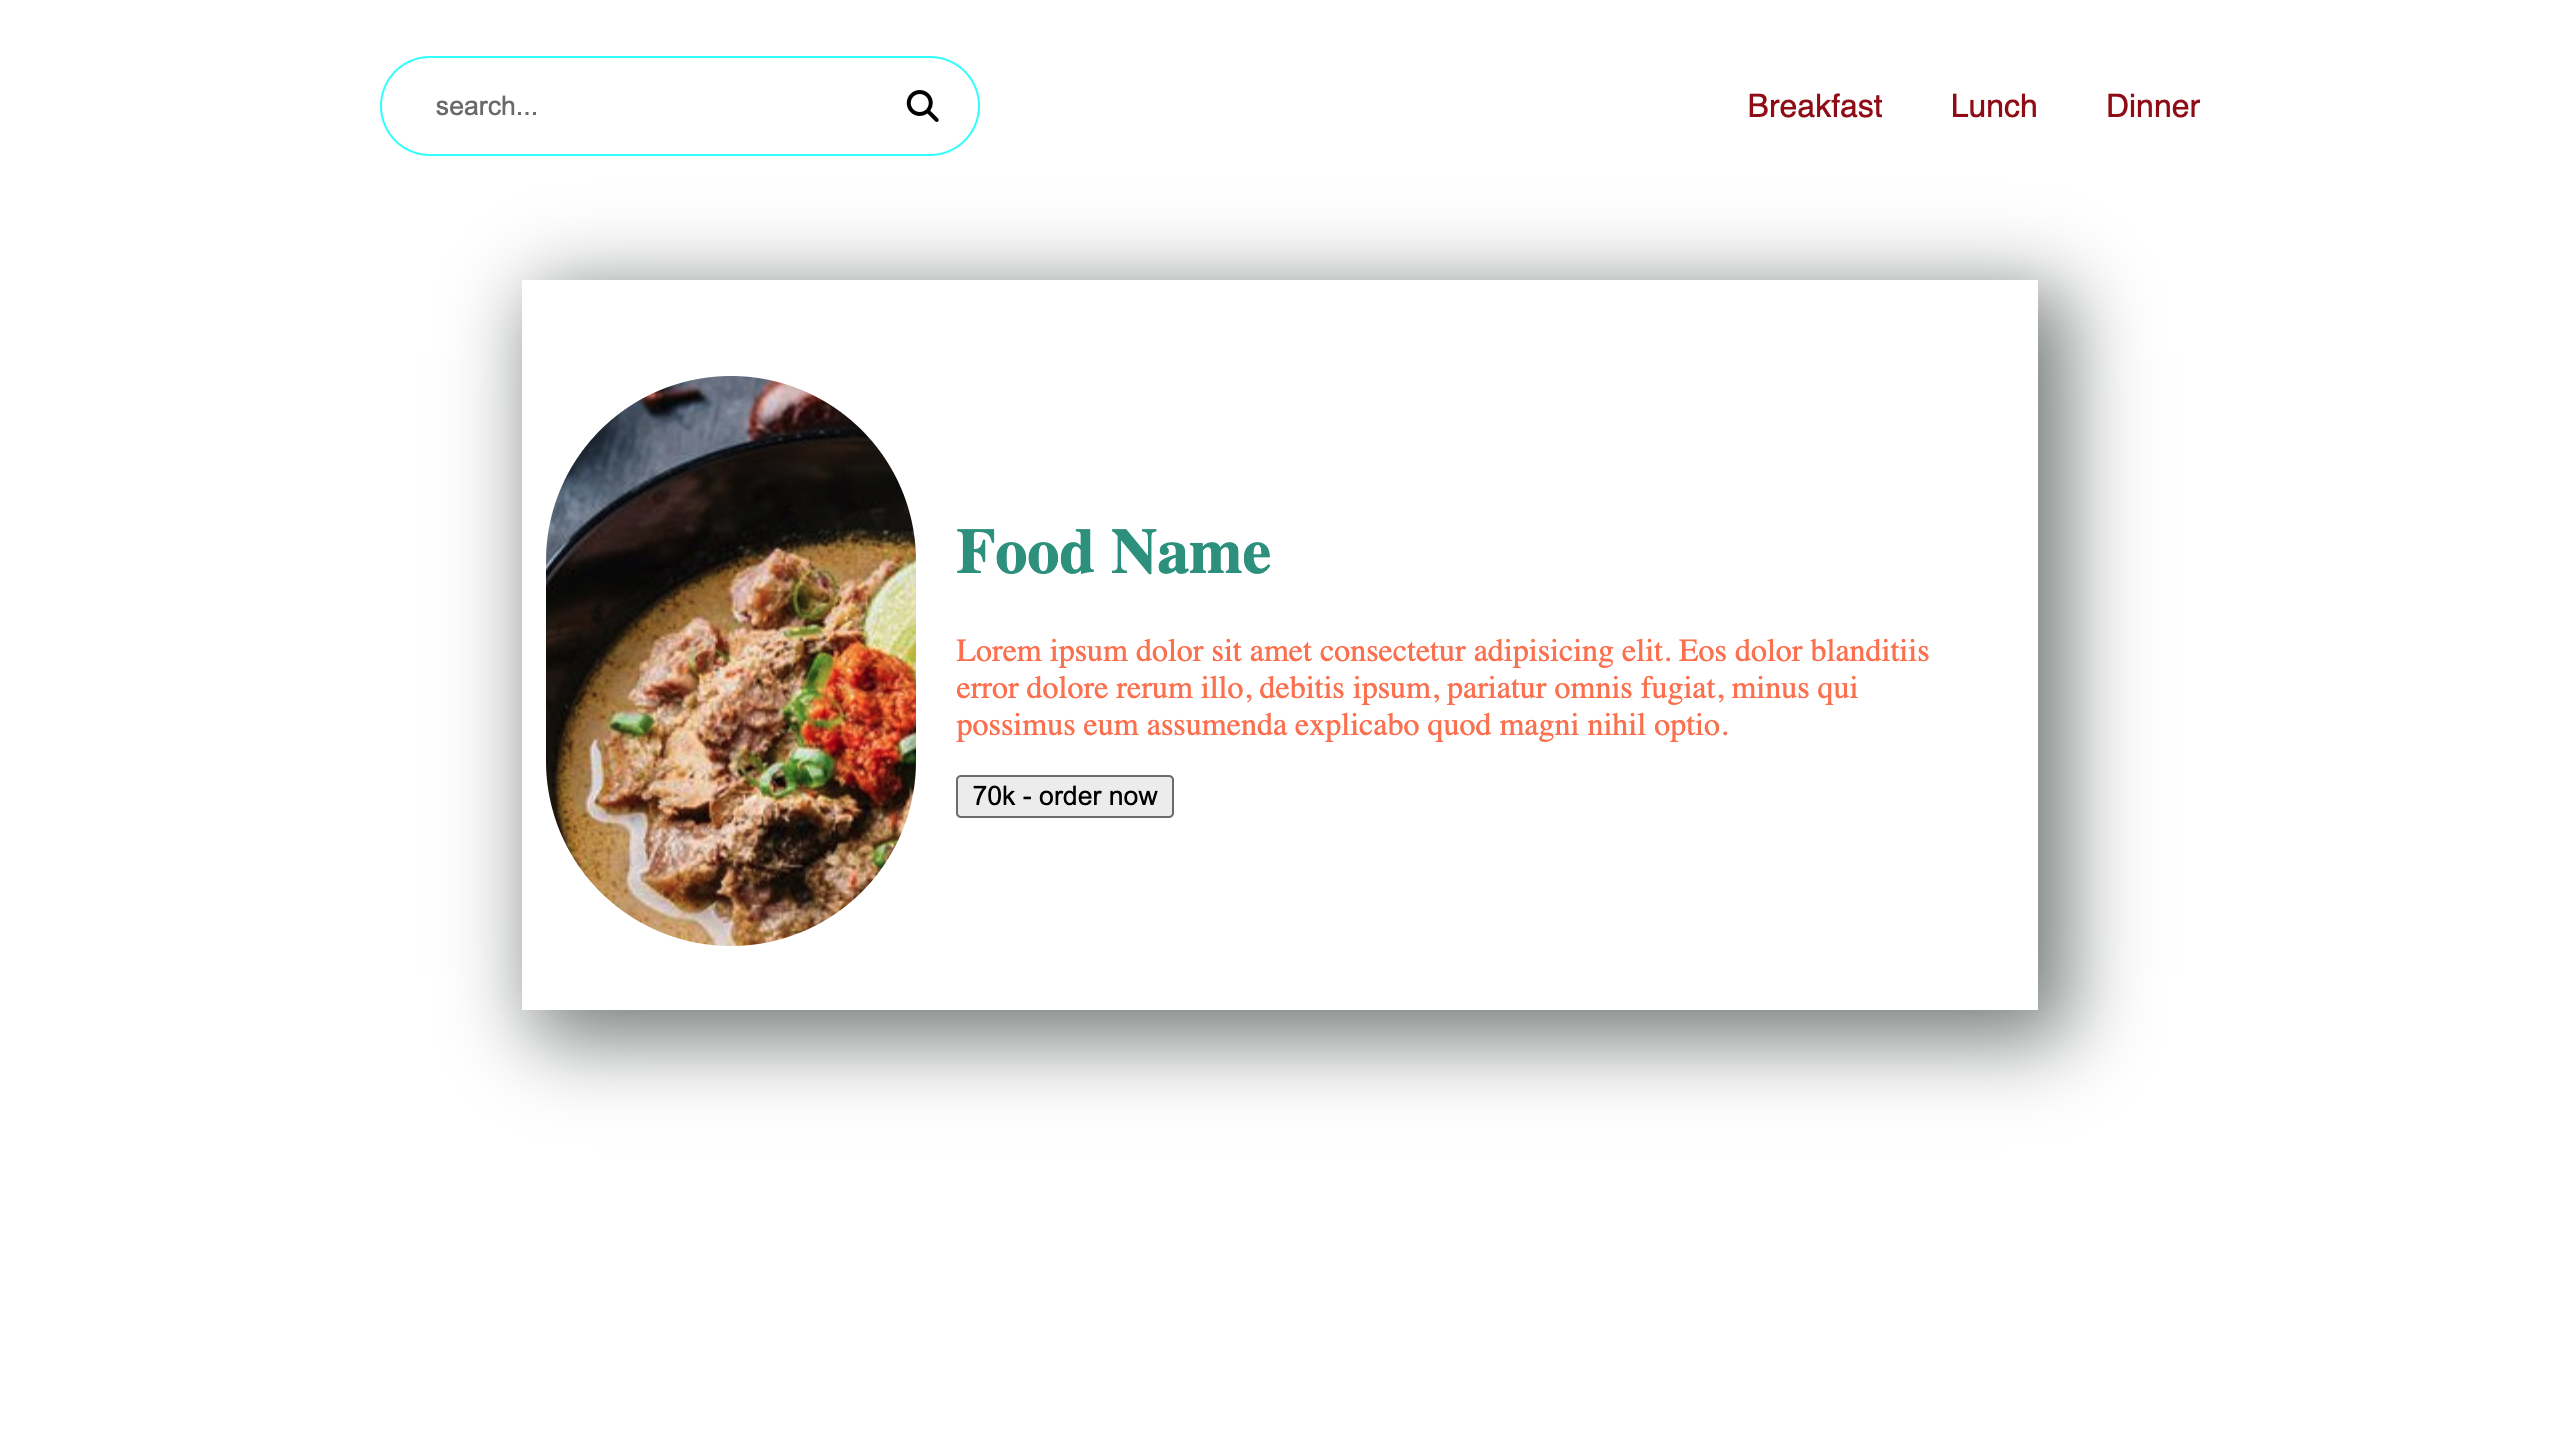 search...
Breakfast
Lunch
Dinner
Food Name
Lorem ipsum dolor sit amet consectetur adipisicing elit. Eos dolor blanditiis
error dolore rerum illo, debitis ipsum, pariatur omnis fugiat, minus qui
possimus eum assumenda explicabo quod magni nihil optio.
70k - order now